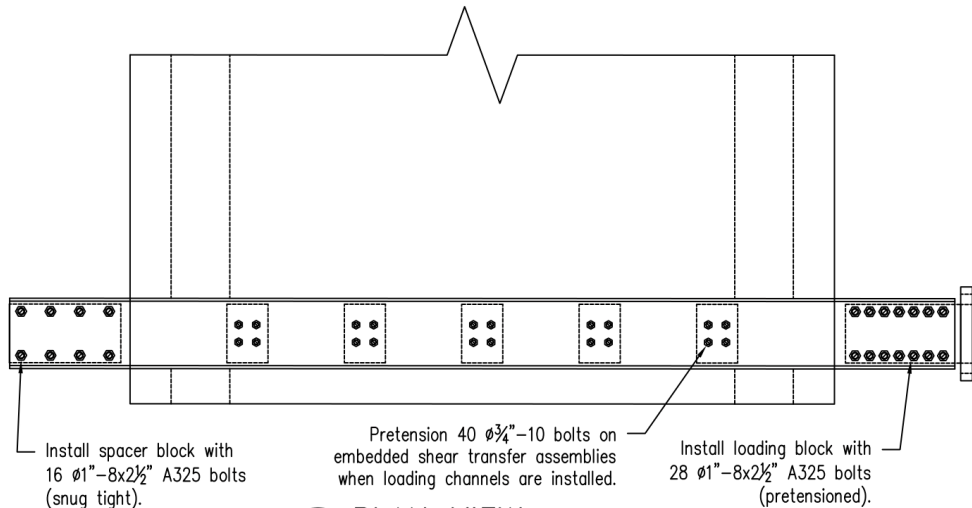 Install spacer block with
16 ø1"-8x2½" A325 bolts
(snug tight).
Pretension 40 ø¾"-10 bolts on
embedded shear transfer assemblies
when loading channels are installed.
Install loading block with
28 ø1"-8x2½" A325 bolts
(pretensioned).